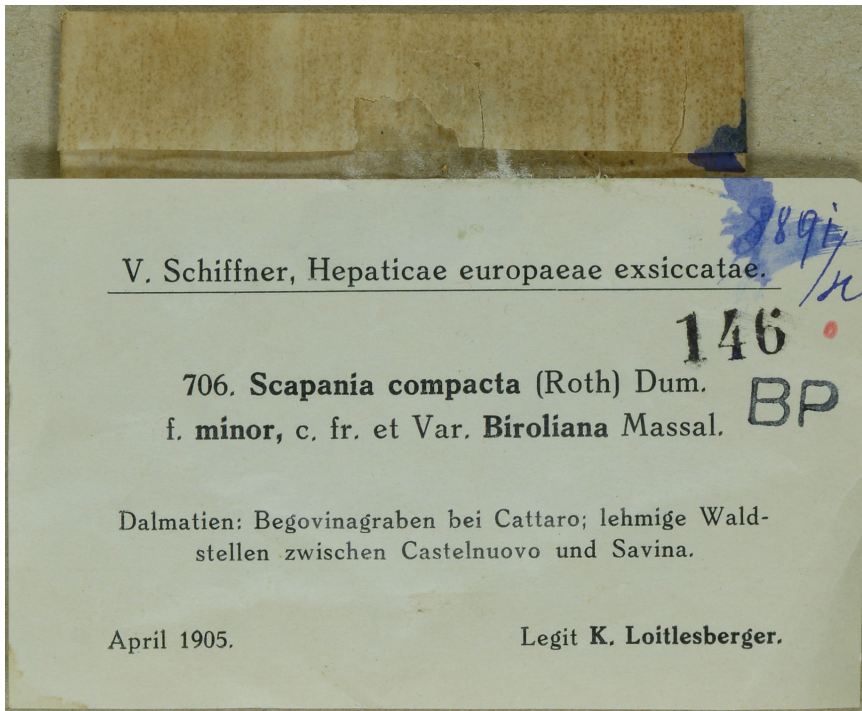 V. Schiffner, Hepaticae europaeae exsiccatae.
146
706. Scapania compacta (Roth) Dum.
BP
f. minor, c. fr. et Var. Biroliana Massal.
Dalmatien: Begovinagraben bei Cattaro; lehmige Wald-
stellen zwischen Castelnuovo und Savina.
April 1905. Legit K. Loitlesberger.